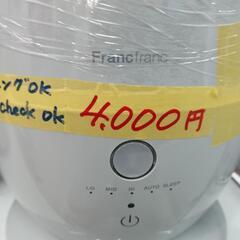 Francfranc
ングOK
check OK
4,000円
LO MID HI AUTO SLEEP